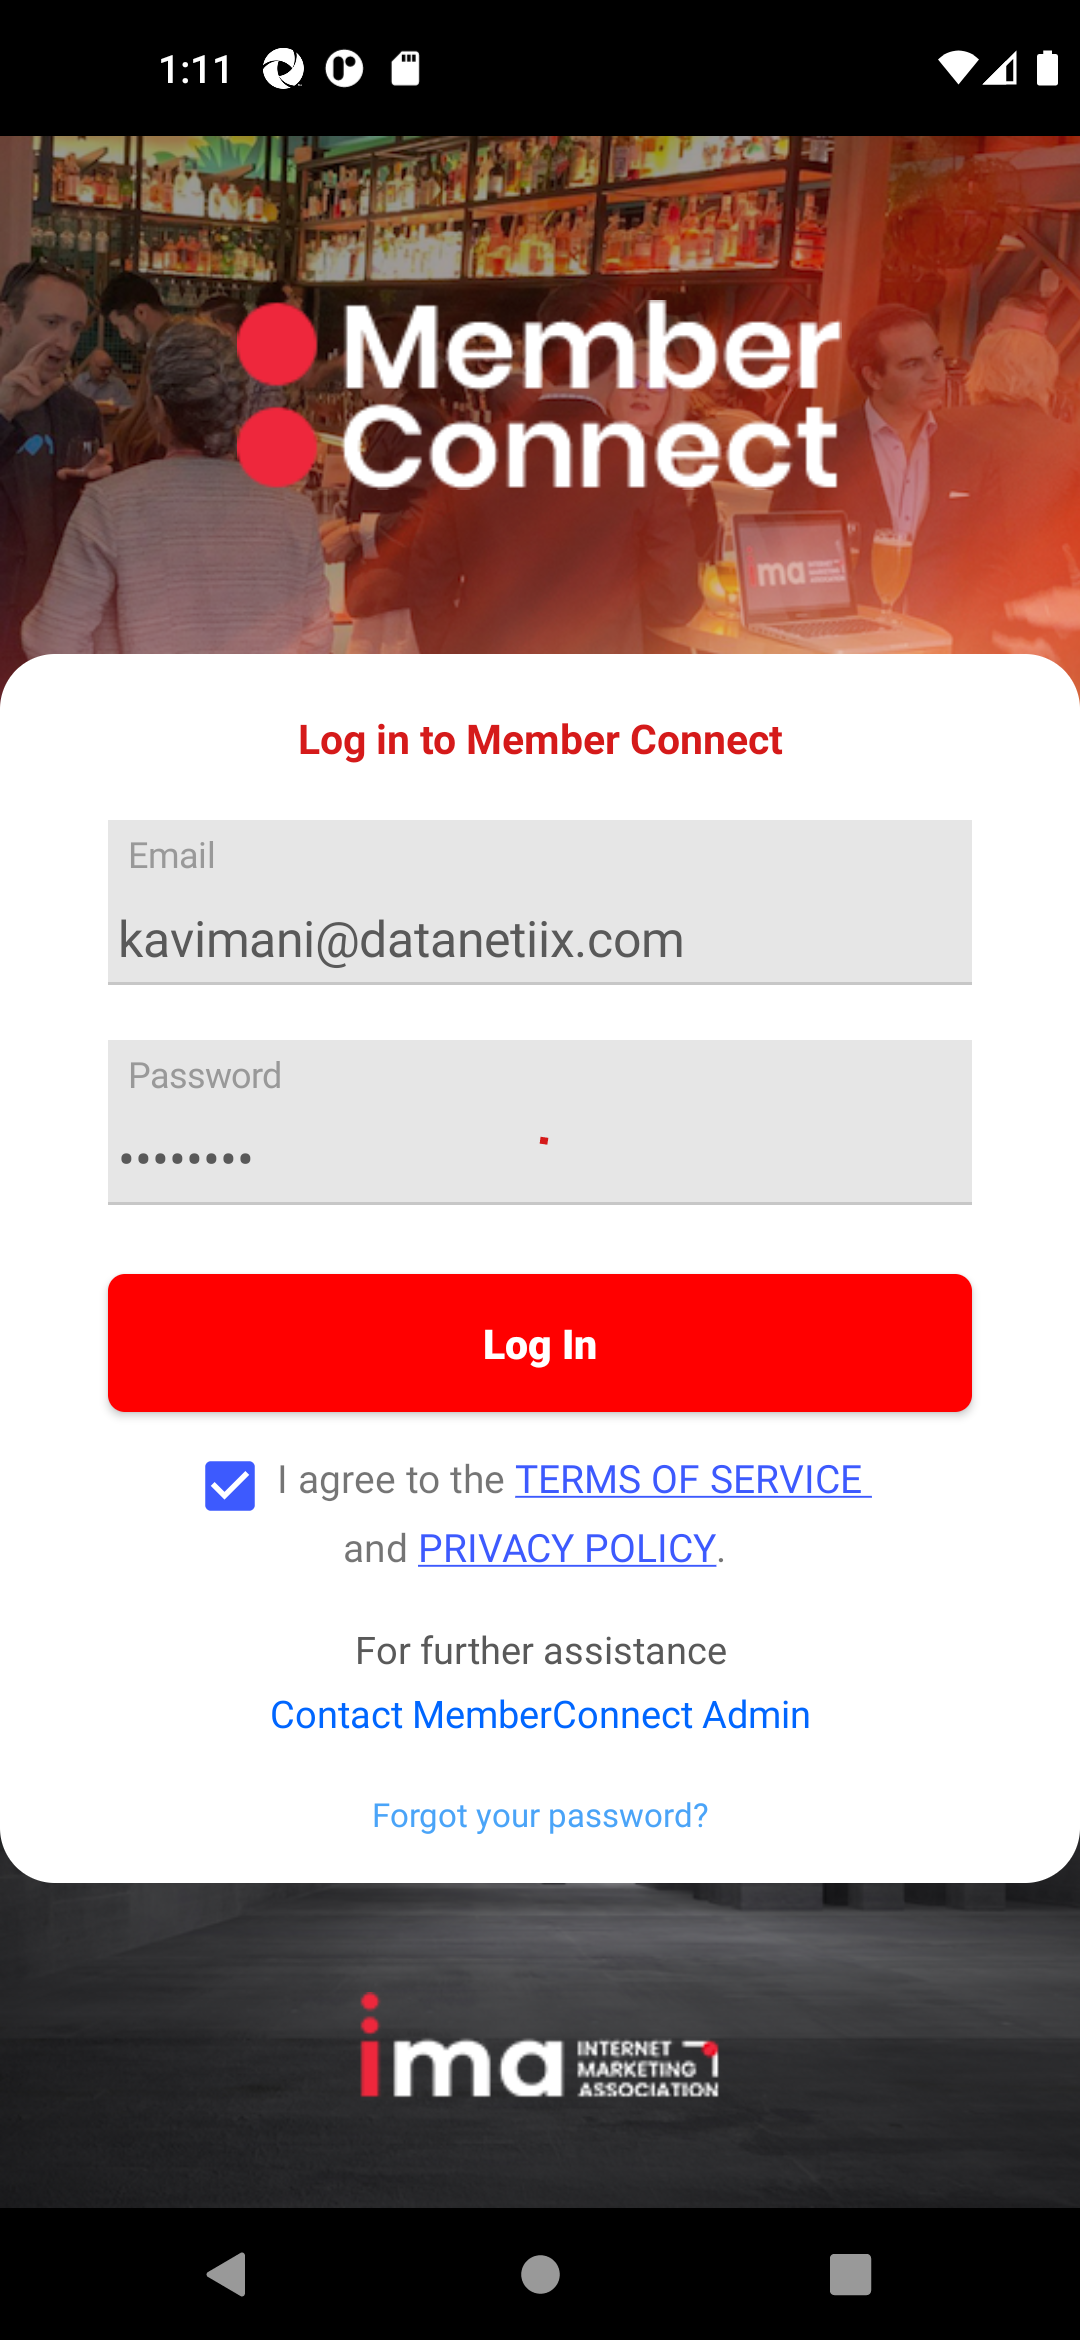 1:11
Member
Connect
ima
Log in to Member Connect
Email
kavimani@datanetiix.com
Password
••••••••
Log In
I agree to the TERMS OF SERVICE
and PRIVACY POLICY.
For further assistance
Contact MemberConnect Admin
Forgot your password?
ima INTERNET
MARKETING
ASSOCIATION